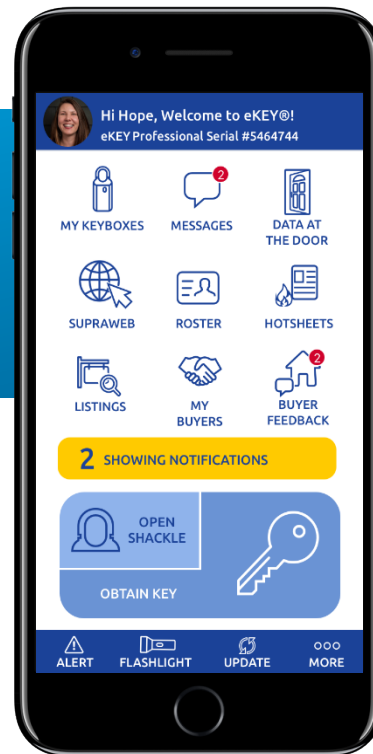 Hi Hope, Welcome to eKEY®!
eKEY Professional Serial #5464744
MY KEYBOXES
MESSAGES
2
DATA AT
THE DOOR
SUPRAWEB
ROSTER
HOTSHEETS
LISTINGS
MY
BUYERS
BUYER
FEEDBACK
2
2 SHOWING NOTIFICATIONS
OPEN
SHACKLE
OBTAIN KEY
ALERT
FLASHLIGHT
UPDATE
MORE